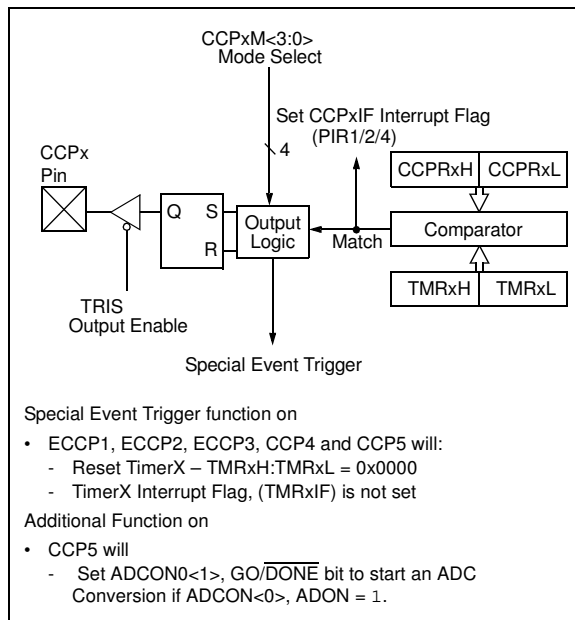 CCPxM<3:0>
Mode Select
Set CCPxIF Interrupt Flag
(PIR1/2/4)
4
CCPx
Pin
CCPRxH CCPRxL
Q S
R
Output
Logic
Match
Comparator
TRIS
Output Enable
TMRxH TMRxL
Special Event Trigger
Special Event Trigger function on
• ECCP1, ECCP2, ECCP3, CCP4 and CCP5 will:
- Reset TimerX – TMRxH:TMRxL = 0x0000
- TimerX Interrupt Flag, (TMRxIF) is not set
Additional Function on
• CCP5 will
- Set ADCON0<1>, GO/DONE bit to start an ADC
Conversion if ADCON<0>, ADON = 1.